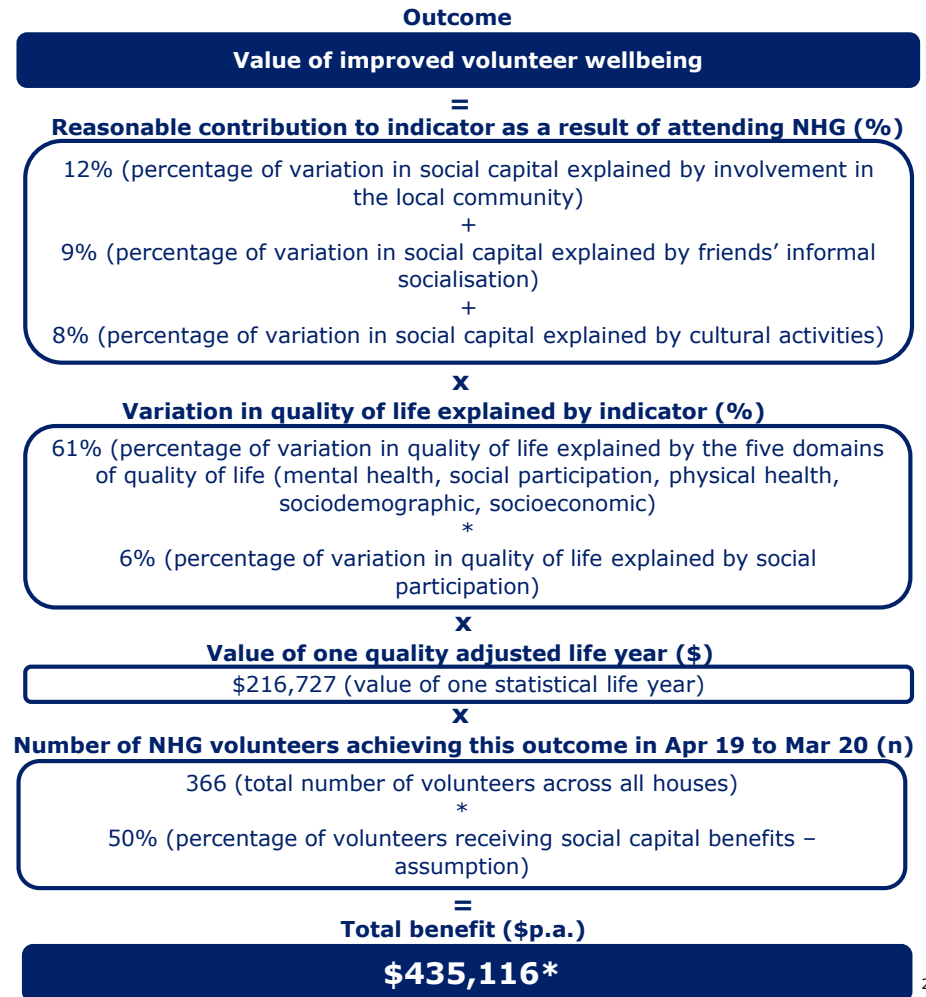 Outcome
Value of improved volunteer wellbeing
=
Reasonable contribution to indicator as a result of attending NHG (%)
12% (percentage of variation in social capital explained by involvement in
the local community)
+
9% (percentage of variation in social capital explained by friends’ informal
socialisation)
+
8% (percentage of variation in social capital explained by cultural activities)
x
Variation in quality of life explained by indicator (%)
61% (percentage of variation in quality of life explained by the five domains
of quality of life (mental health, social participation, physical health,
sociodemographic, socioeconomic)
*
6% (percentage of variation in quality of life explained by social
participation)
x
Value of one quality adjusted life year ($)
$216,727 (value of one statistical life year)
x
Number of NHG volunteers achieving this outcome in Apr 19 to Mar 20 (n)
366 (total number of volunteers across all houses)
*
50% (percentage of volunteers receiving social capital benefits –
assumption)
=
Total benefit ($p.a.)
$435,116*